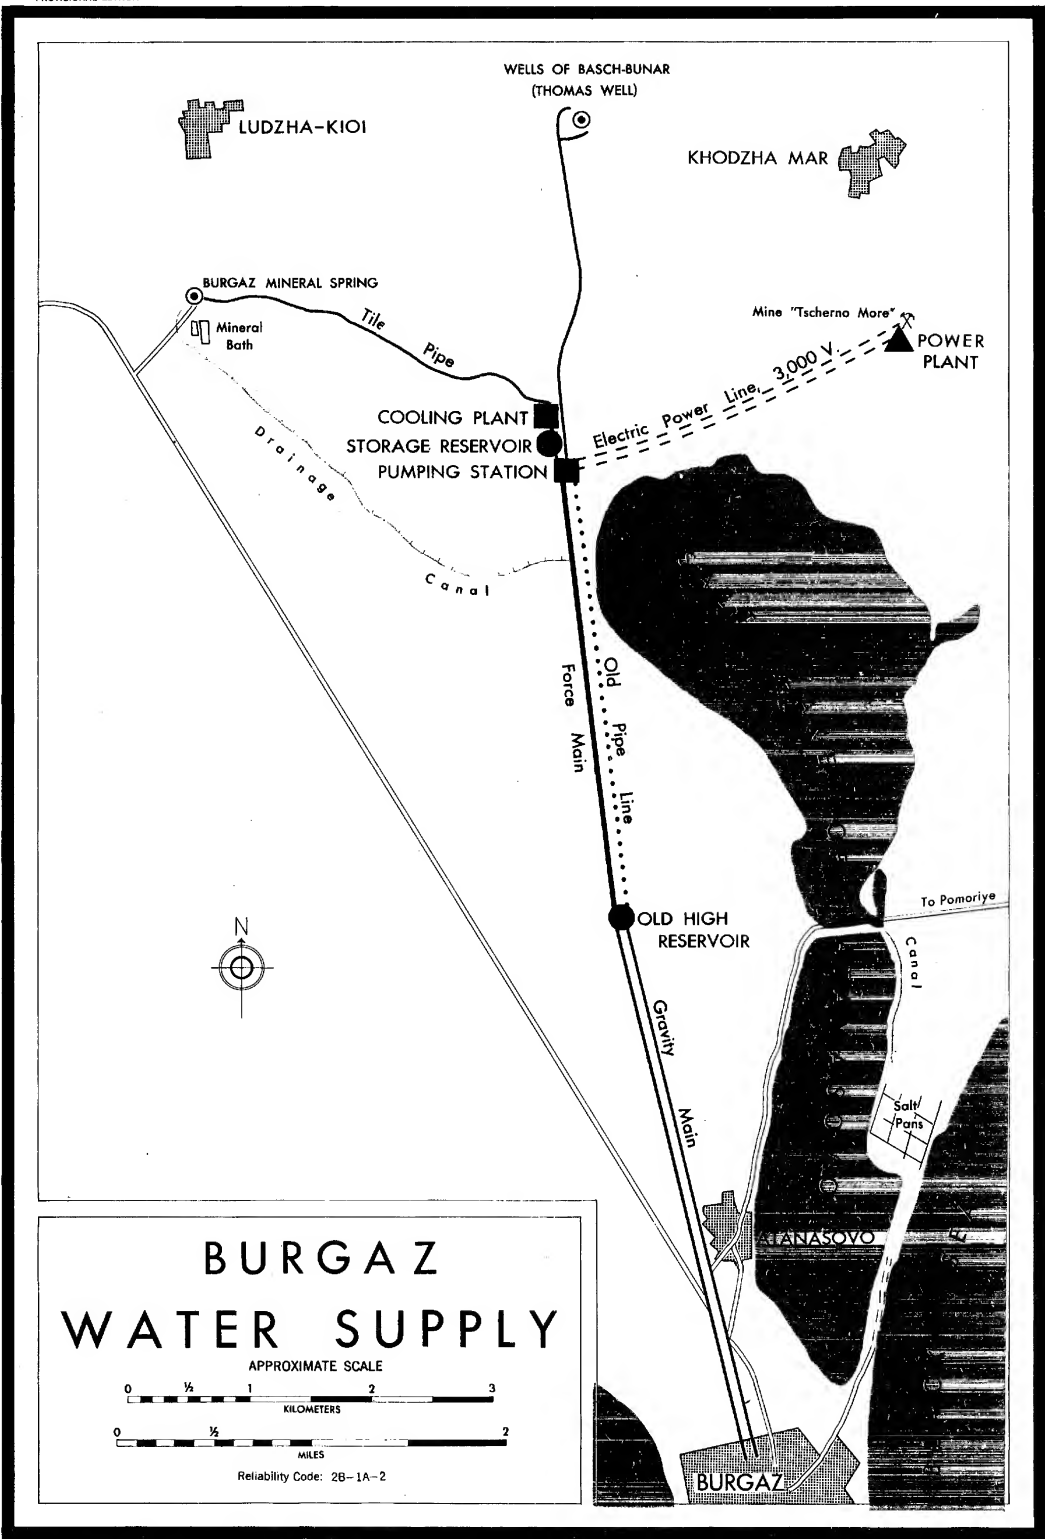 WELLS OF BASCH-BUNAR
(THOMAS WELL)
LUDZHA-KIOI
KHODZHA MAR
BURGAZ MINERAL SPRING
Mineral
Bath
Tile Pipe
Mine "Tscherno More"
POWER
PLANT
Electric Power Line, 3,000 V.
COOLING PLANT
STORAGE RESERVOIR
PUMPING STATION
Drainage Canal
Force Main
Old Pipe Line
N
OLD HIGH
RESERVOIR
To Pomoriye
Canal
Gravity Main
Salt
Pans
ATANASOVO
BURGAZ
WATER SUPPLY
APPROXIMATE SCALE
0 ½ 1 2 3
KILOMETERS
0 ½ 2
MILES
Reliability Code: 2B-1A-2
BURGAZ